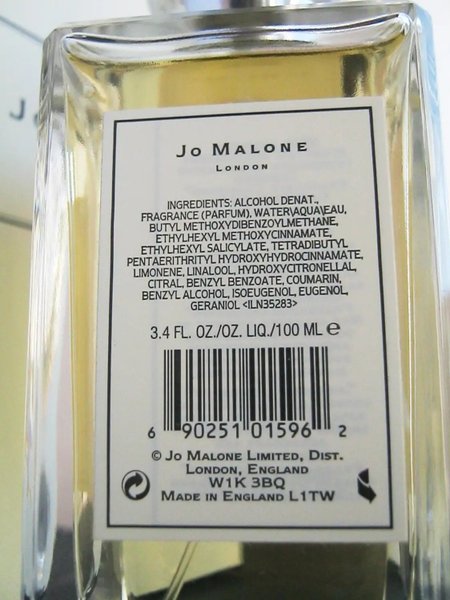 Jo Malone
London
INGREDIENTS: ALCOHOL DENAT.,
FRAGRANCE (PARFUM), WATER\AQUA\EAU,
BUTYL METHOXYDIBENZOYLMETHANE,
ETHYLHEXYL METHOXYCINNAMATE,
ETHYLHEXYL SALICYLATE, TETRADIBUTYL
PENTAERITHRITYL HYDROXYHYDROCINNAMATE,
LIMONENE, LINALOOL, HYDROXYCITRONELLAL,
CITRAL, BENZYL BENZOATE, COUMARIN,
BENZYL ALCOHOL, ISOEUGENOL, EUGENOL,
GERANIOL <ILN35283>
3.4 FL. OZ./OZ. LIQ./100 ML ℮
6 90251 01596 2
© Jo Malone Limited, Dist.
London, England
W1K 3BQ
Made in England L1TW